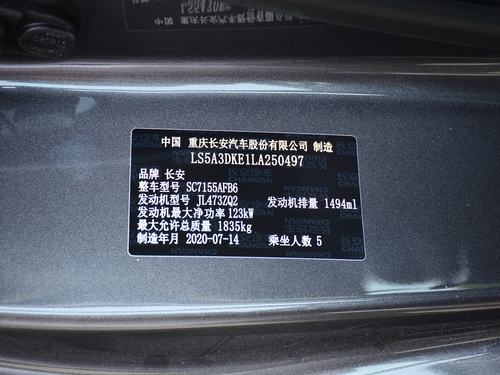 中国 重庆长安汽车股份有限公司 制造
LS5A3DKE1LA250497
品牌 长安
整车型号 SC7155AFB6
发动机型号 JL473ZQ2 发动机排量 1494ml
发动机最大净功率 123kW
最大允许总质量 1835kg
制造年月 2020-07-14 乘坐人数 5